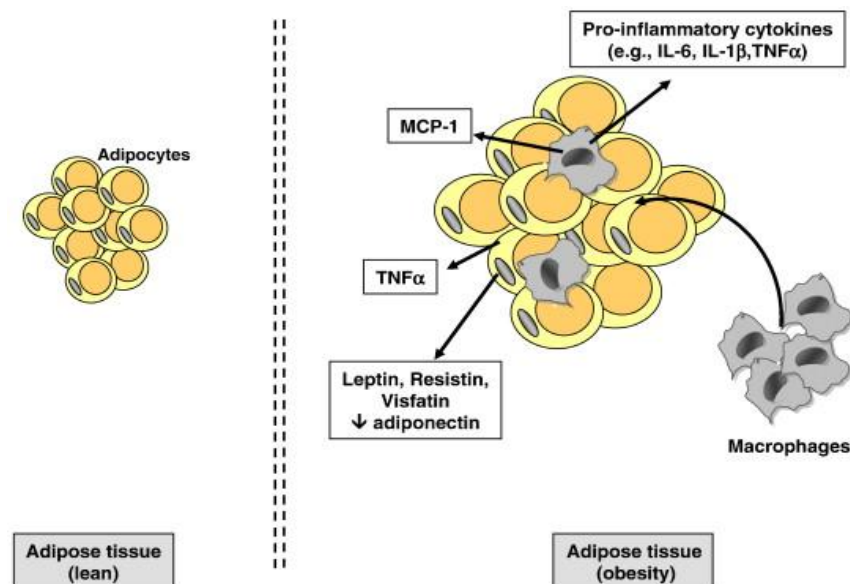 Pro-inflammatory cytokines
(e.g., IL-6, IL-1β,TNFα)
MCP-1
Adipocytes
TNFα
Leptin, Resistin,
Visfatin
↓ adiponectin
Macrophages
Adipose tissue
(lean)
Adipose tissue
(obesity)